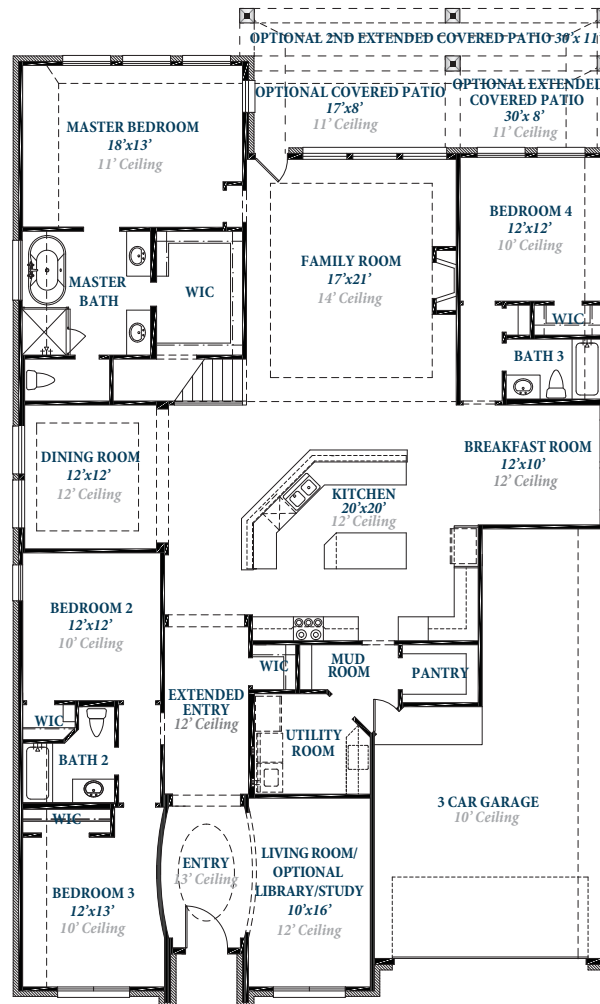 OPTIONAL 2ND EXTENDED COVERED PATIO 30'x 11'
OPTIONAL COVERED PATIO
17'x8'
11' Ceiling
OPTIONAL EXTENDED
COVERED PATIO
30'x 8'
11' Ceiling
MASTER BEDROOM
18'x13'
11' Ceiling
BEDROOM 4
12'x12'
10' Ceiling
FAMILY ROOM
17'x21'
14' Ceiling
MASTER
BATH
WIC
WIC
BATH 3
DINING ROOM
12'x12'
12' Ceiling
BREAKFAST ROOM
12'x10'
12' Ceiling
KITCHEN
20'x20'
12' Ceiling
BEDROOM 2
12'x12'
10' Ceiling
WIC
MUD
ROOM
PANTRY
EXTENDED
ENTRY
12' Ceiling
WIC
UTILITY
ROOM
BATH 2
3 CAR GARAGE
10' Ceiling
WIC
ENTRY
13' Ceiling
LIVING ROOM/
OPTIONAL
LIBRARY/STUDY
10'x16'
12' Ceiling
BEDROOM 3
12'x13'
10' Ceiling